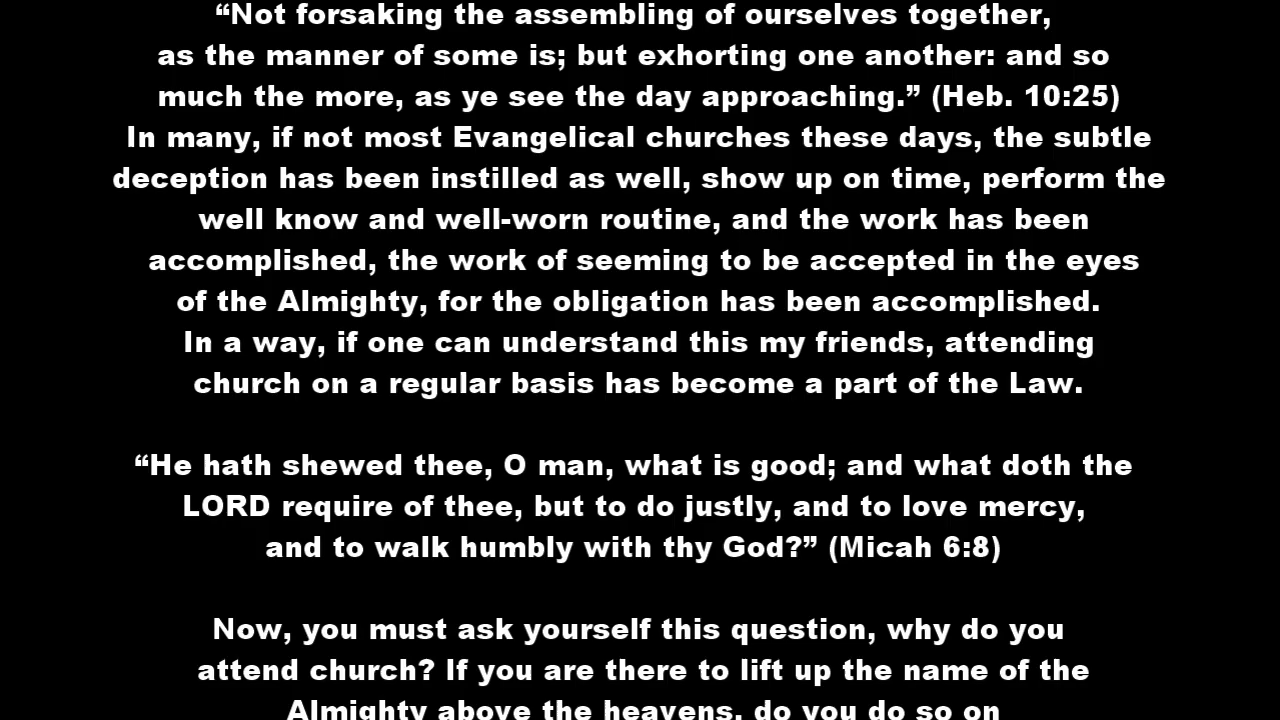 “Not forsaking the assembling of ourselves together,
as the manner of some is; but exhorting one another: and so
much the more, as ye see the day approaching.” (Heb. 10:25)
In many, if not most Evangelical churches these days, the subtle
deception has been instilled as well, show up on time, perform the
well know and well-worn routine, and the work has been
accomplished, the work of seeming to be accepted in the eyes
of the Almighty, for the obligation has been accomplished.
In a way, if one can understand this my friends, attending
church on a regular basis has become a part of the Law.
“He hath shewed thee, O man, what is good; and what doth the
LORD require of thee, but to do justly, and to love mercy,
and to walk humbly with thy God?” (Micah 6:8)
Now, you must ask yourself this question, why do you
attend church? If you are there to lift up the name of the
Almighty above the heavens, do you do so on